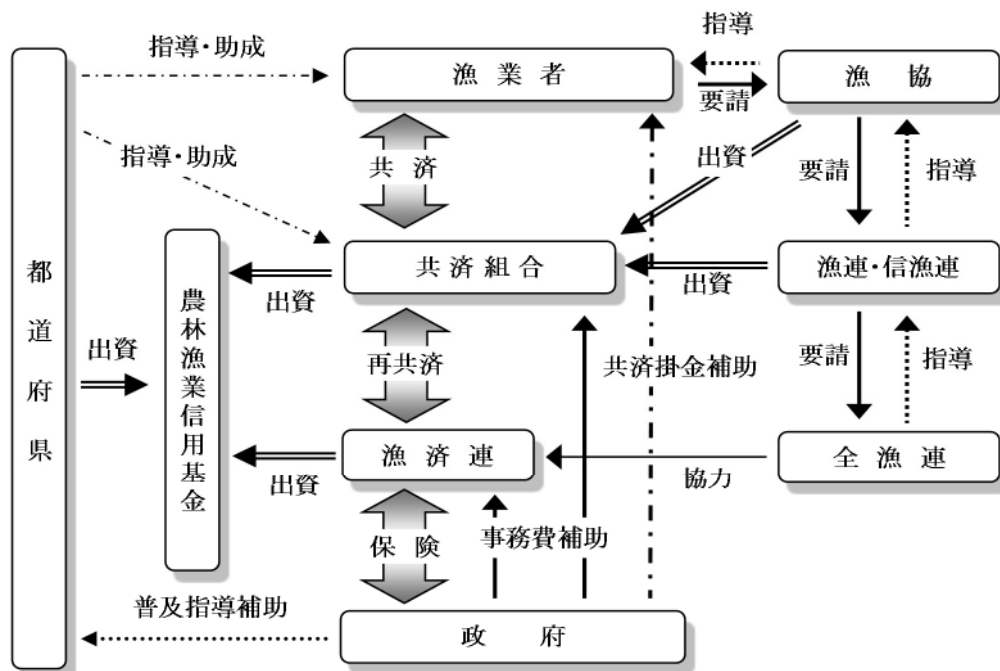 指導
指導・助成
漁業者
漁協
要請
指導・助成
共済
出資
要請
指導
都道府県
共済組合
漁連・信漁連
出資
出資
農林漁業信用基金
出資
再共済
共済掛金補助
要請
指導
漁済連
全漁連
出資
協力
保険
事務費補助
普及指導補助
政府